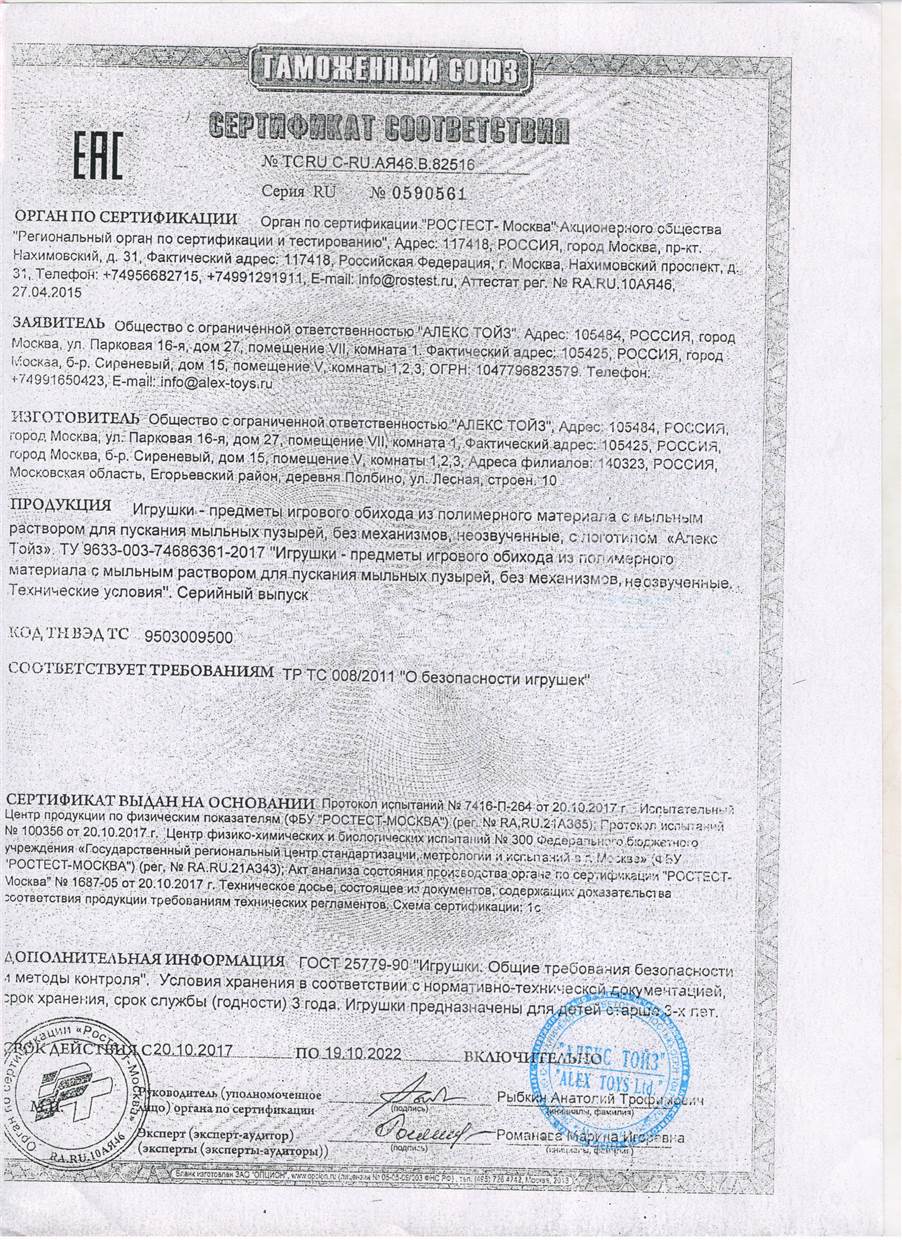 ТАМОЖЕННЫЙ СОЮЗ
СЕРТИФИКАТ СООТВЕТСТВИЯ
ЕАС
№ ТС RU C-RU.АЯ46.В.82516
Серия RU № 0590561
ОРГАН ПО СЕРТИФИКАЦИИ Орган по сертификации "РОСТЕСТ- Москва" Акционерного общества
"Региональный орган по сертификации и тестированию", Адрес: 117418, РОССИЯ, город Москва, пр-кт.
Нахимовский, д. 31, Фактический адрес: 117418, Российская Федерация, г. Москва, Нахимовский проспект, д.
31, Телефон: +74956682715, +74991291911, E-mail: info@rostest.ru, Аттестат рег. № RA.RU.10АЯ46,
27.04.2015
ЗАЯВИТЕЛЬ Общество с ограниченной ответственностью "АЛЕКС ТОЙЗ". Адрес: 105484, РОССИЯ, город
Москва, ул. Парковая 16-я, дом 27, помещение VII, комната 1. Фактический адрес: 105425, РОССИЯ, город
Москва, б-р. Сиреневый, дом 15, помещение V, комнаты 1,2,3, ОГРН: 1047796823579. Телефон:
+74991650423, E-mail: info@alex-toys.ru
ИЗГОТОВИТЕЛЬ Общество с ограниченной ответственностью "АЛЕКС ТОЙЗ", Адрес: 105484, РОССИЯ,
город Москва, ул. Парковая 16-я, дом 27, помещение VII, комната 1, Фактический адрес: 105425, РОССИЯ,
город Москва, б-р. Сиреневый, дом 15, помещение V, комнаты 1,2,3, Адреса филиалов: 140323, РОССИЯ,
Московская область, Егорьевский район, деревня Полбино, ул. Лесная, строен. 10
ПРОДУКЦИЯ Игрушки - предметы игрового обихода из полимерного материала с мыльным
раствором для пускания мыльных пузырей, без механизмов, неозвученные, с логотипом «Алекс
Тойз». ТУ 9633-003-74686361-2017 "Игрушки - предметы игрового обихода из полимерного
материала с мыльным раствором для пускания мыльных пузырей, без механизмов, неозвученные.
Технические условия". Серийный выпуск
КОД ТН ВЭД ТС 9503009500
СООТВЕТСТВУЕТ ТРЕБОВАНИЯМ ТР ТС 008/2011 "О безопасности игрушек"
СЕРТИФИКАТ ВЫДАН НА ОСНОВАНИИ Протокол испытаний № 7416-П-264 от 20.10.2017 г. Испытательный
Центр продукции по физическим показателям (ФБУ "РОСТЕСТ-МОСКВА") (рег. № RA.RU.21АЭ65); Протокол испытаний
№ 100356 от 20.10.2017 г. Центр физико-химических и биологических испытаний № 300 Федерального бюджетного
учреждения «Государственный региональный центр стандартизации, метрологии и испытаний в г. Москве» (ФБУ
"РОСТЕСТ-МОСКВА") (рег. № RA.RU.21А343); Акт анализа состояния производства органа по сертификации "РОСТЕСТ-
Москва" № 1687-05 от 20.10.2017 г. Техническое досье, состоящее из документов, содержащих доказательства
соответствия продукции требованиям технических регламентов. Схема сертификации: 1с
ДОПОЛНИТЕЛЬНАЯ ИНФОРМАЦИЯ ГОСТ 25779-90 "Игрушки. Общие требования безопасности
и методы контроля". Условия хранения в соответствии с нормативно-технической документацией,
срок хранения, срок службы (годности) 3 года. Игрушки предназначены для детей старше 3-х лет.
СРОК ДЕЙСТВИЯ С 20.10.2017 ПО 19.10.2022 ВКЛЮЧИТЕЛЬНО
Руководитель (уполномоченное
лицо) органа по сертификации
(подпись)
Рыбкин Анатолий Трофимович
(инициалы, фамилия)
Эксперт (эксперт-аудитор)
(эксперты (эксперты-аудиторы))
(подпись)
Романова Марина Игоревна
(инициалы, фамилия)
М.П.
Орган по сертификации «Ростест-Москва»
RA.RU.10АЯ46
"АЛЕКС ТОЙЗ"
"ALEX TOYS Ltd."
Бланк изготовлен ЗАО "ОПЦИОН", www.opcion.ru (лицензия № 05-05-09/003 ФНС РФ), тел. (495) 726 4742, Москва, 2013